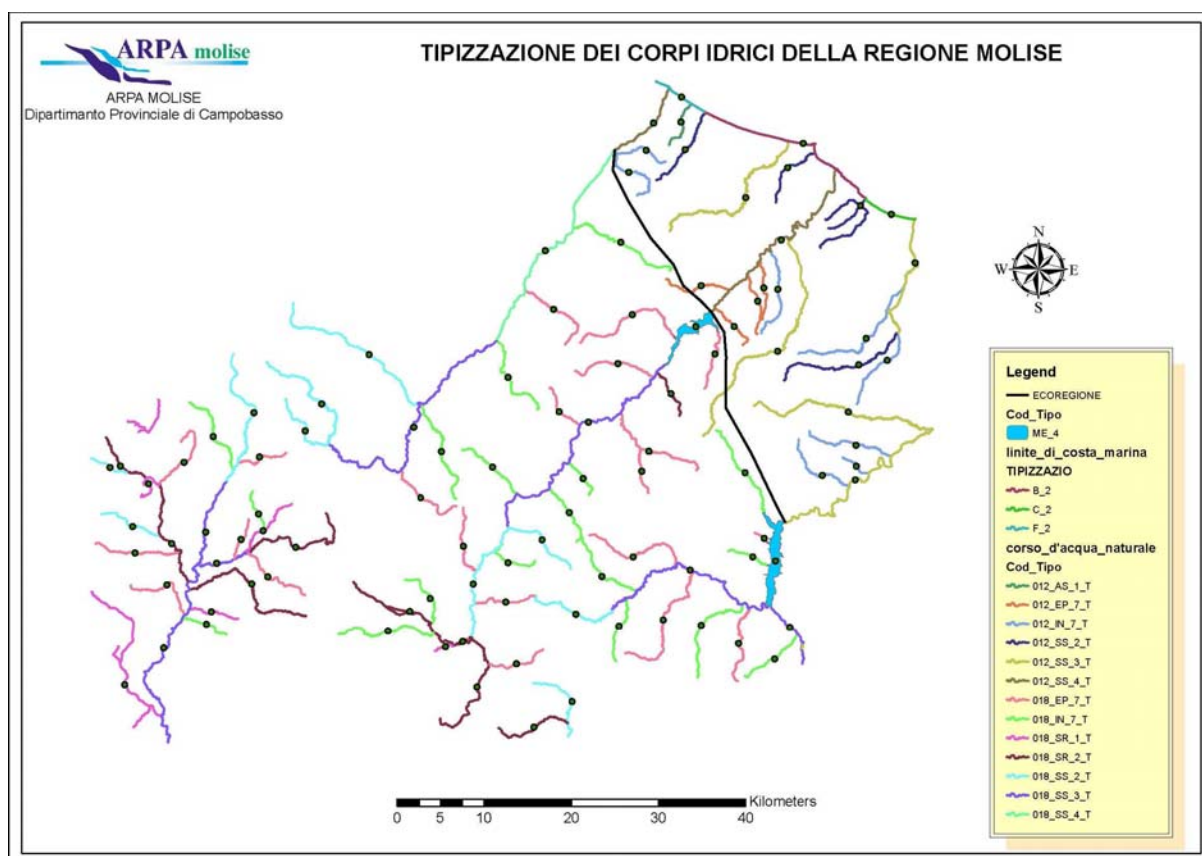 ARPA molise
ARPA MOLISE
Dipartimanto Provinciale di Campobasso
TIPIZZAZIONE DEI CORPI IDRICI DELLA REGIONE MOLISE
N
W
E
S
Legend
ECOREGIONE
Cod_Tipo
ME_4
linite_di_costa_marina
TIPIZZAZIO
B_2
C_2
F_2
corso_d'acqua_naturale
Cod_Tipo
012_AS_1_T
012_EP_7_T
012_IN_7_T
012_SS_2_T
012_SS_3_T
012_SS_4_T
018_EP_7_T
018_IN_7_T
018_SR_1_T
018_SR_2_T
018_SS_2_T
018_SS_3_T
018_SS_4_T
Kilometers
0 5 10 20 30 40